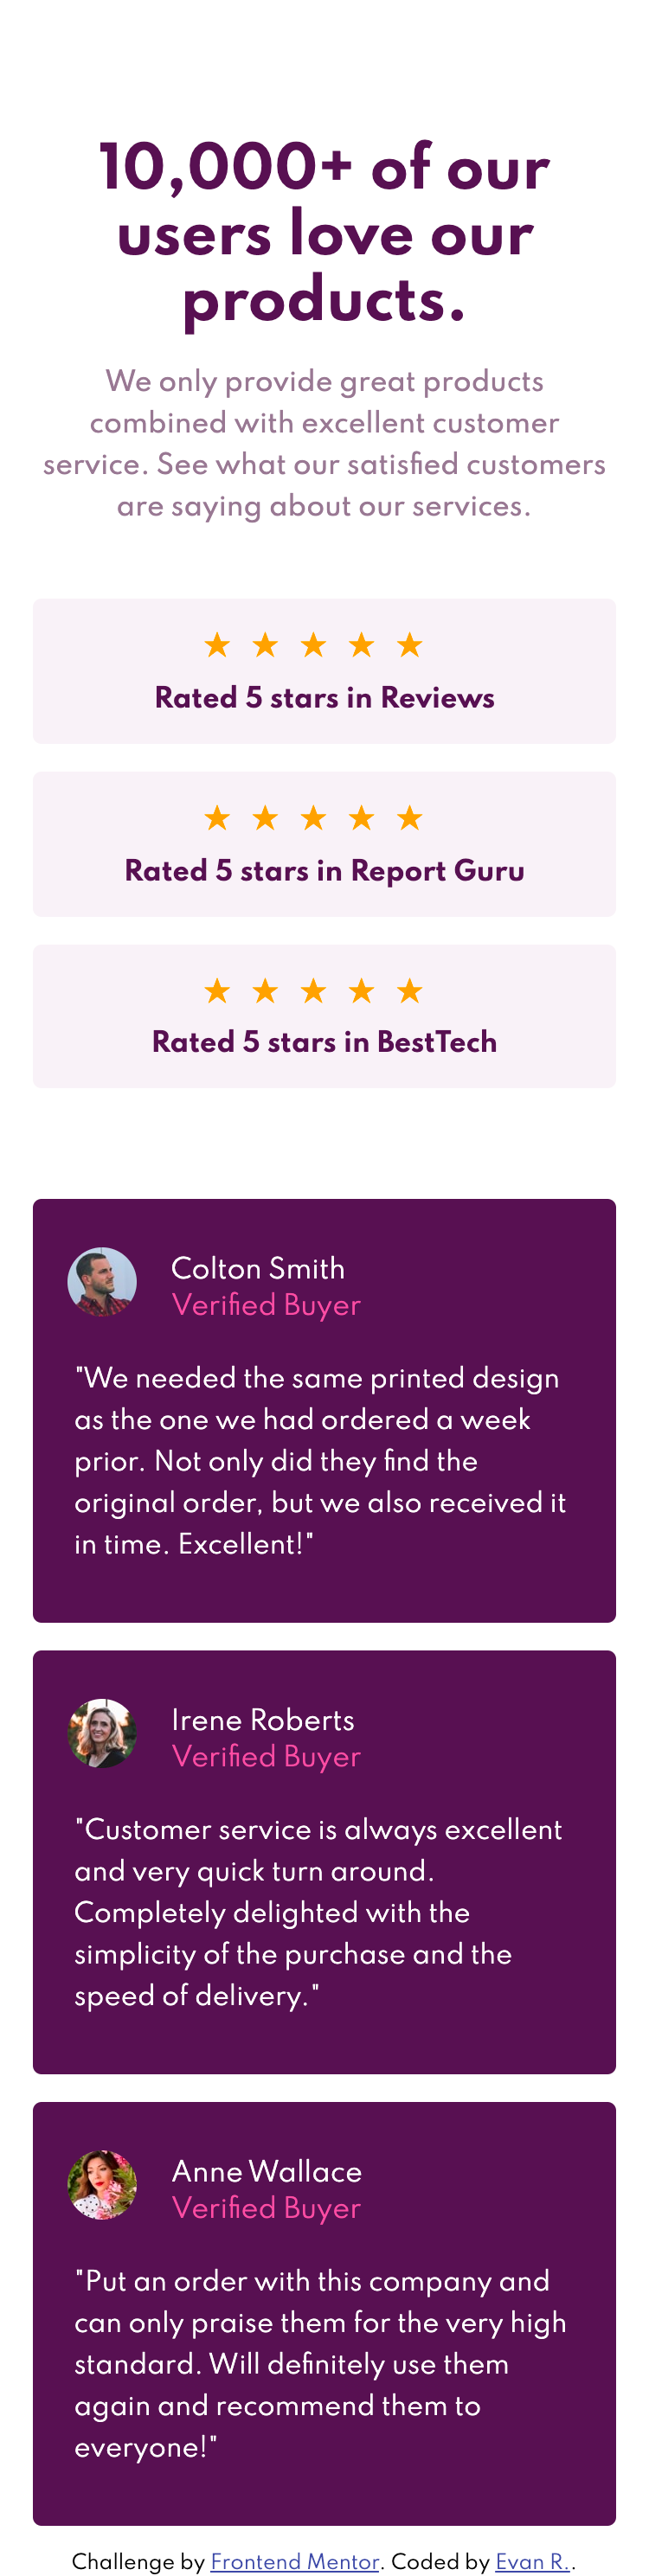 10,000+ of our
users love our
products.
We only provide great products
combined with excellent customer
service. See what our satisfied customers
are saying about our services.
Rated 5 stars in Reviews
Rated 5 stars in Report Guru
Rated 5 stars in BestTech
Colton Smith
Verified Buyer
"We needed the same printed design
as the one we had ordered a week
prior. Not only did they find the
original order, but we also received it
in time. Excellent!"
Irene Roberts
Verified Buyer
"Customer service is always excellent
and very quick turn around.
Completely delighted with the
simplicity of the purchase and the
speed of delivery."
Anne Wallace
Verified Buyer
"Put an order with this company and
can only praise them for the very high
standard. Will definitely use them
again and recommend them to
everyone!"
Challenge by Frontend Mentor. Coded by Evan R..